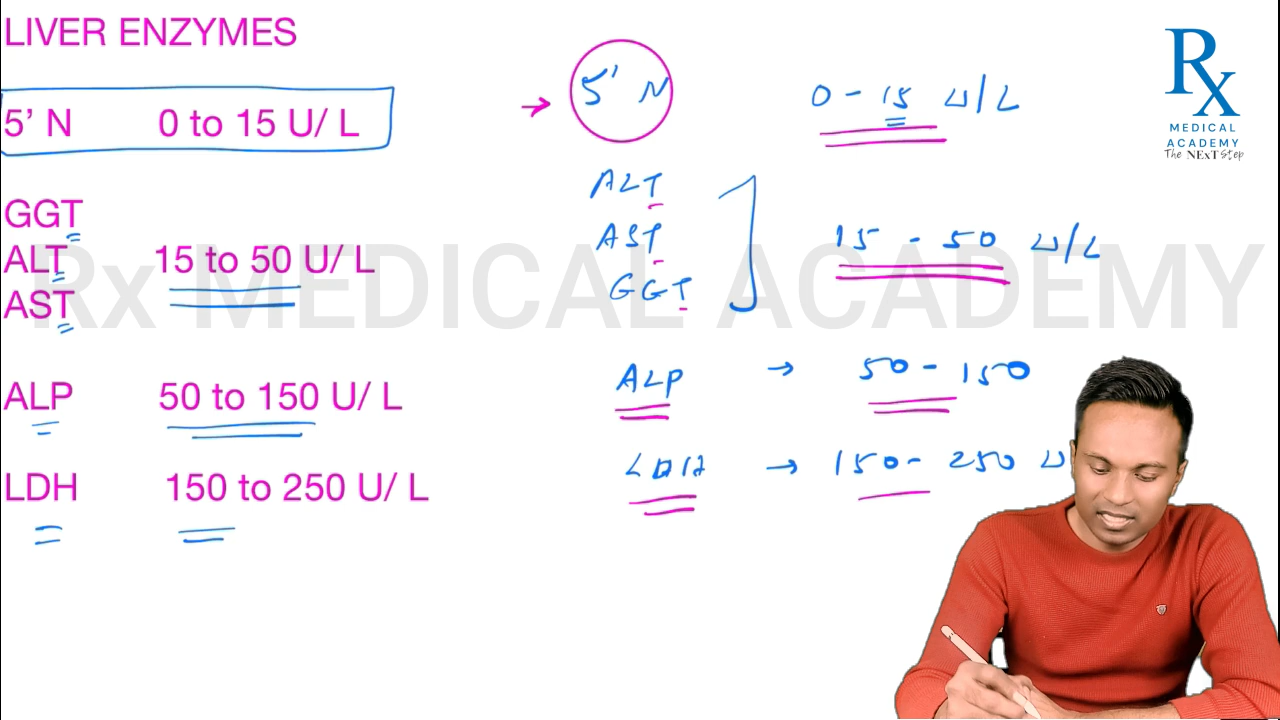 LIVER ENZYMES
5’ N 0 to 15 U/ L
GGT
ALT 15 to 50 U/ L
AST
ALP 50 to 150 U/ L
LDH 150 to 250 U/ L
→ 5' N 0 - 15 U/L
ALT
AST 15 - 50 U/L
GGT
ALP → 50 - 150
LDH → 150 - 250 U
Rx
MEDICAL
ACADEMY
The NExT Step
Rx MEDICAL ACADEMY